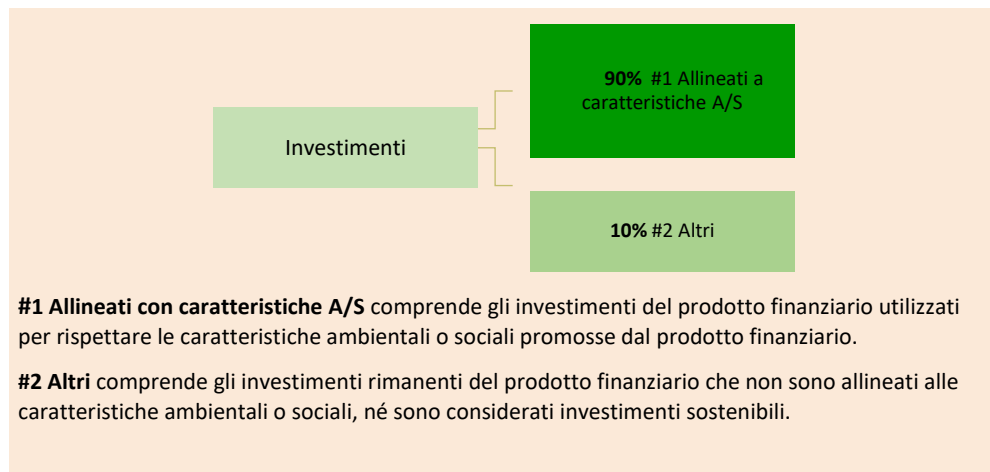 90% #1 Allineati a
caratteristiche A/S
Investimenti
10% #2 Altri
#1 Allineati con caratteristiche A/S comprende gli investimenti del prodotto finanziario utilizzati
per rispettare le caratteristiche ambientali o sociali promosse dal prodotto finanziario.
#2 Altri comprende gli investimenti rimanenti del prodotto finanziario che non sono allineati alle
caratteristiche ambientali o sociali, né sono considerati investimenti sostenibili.